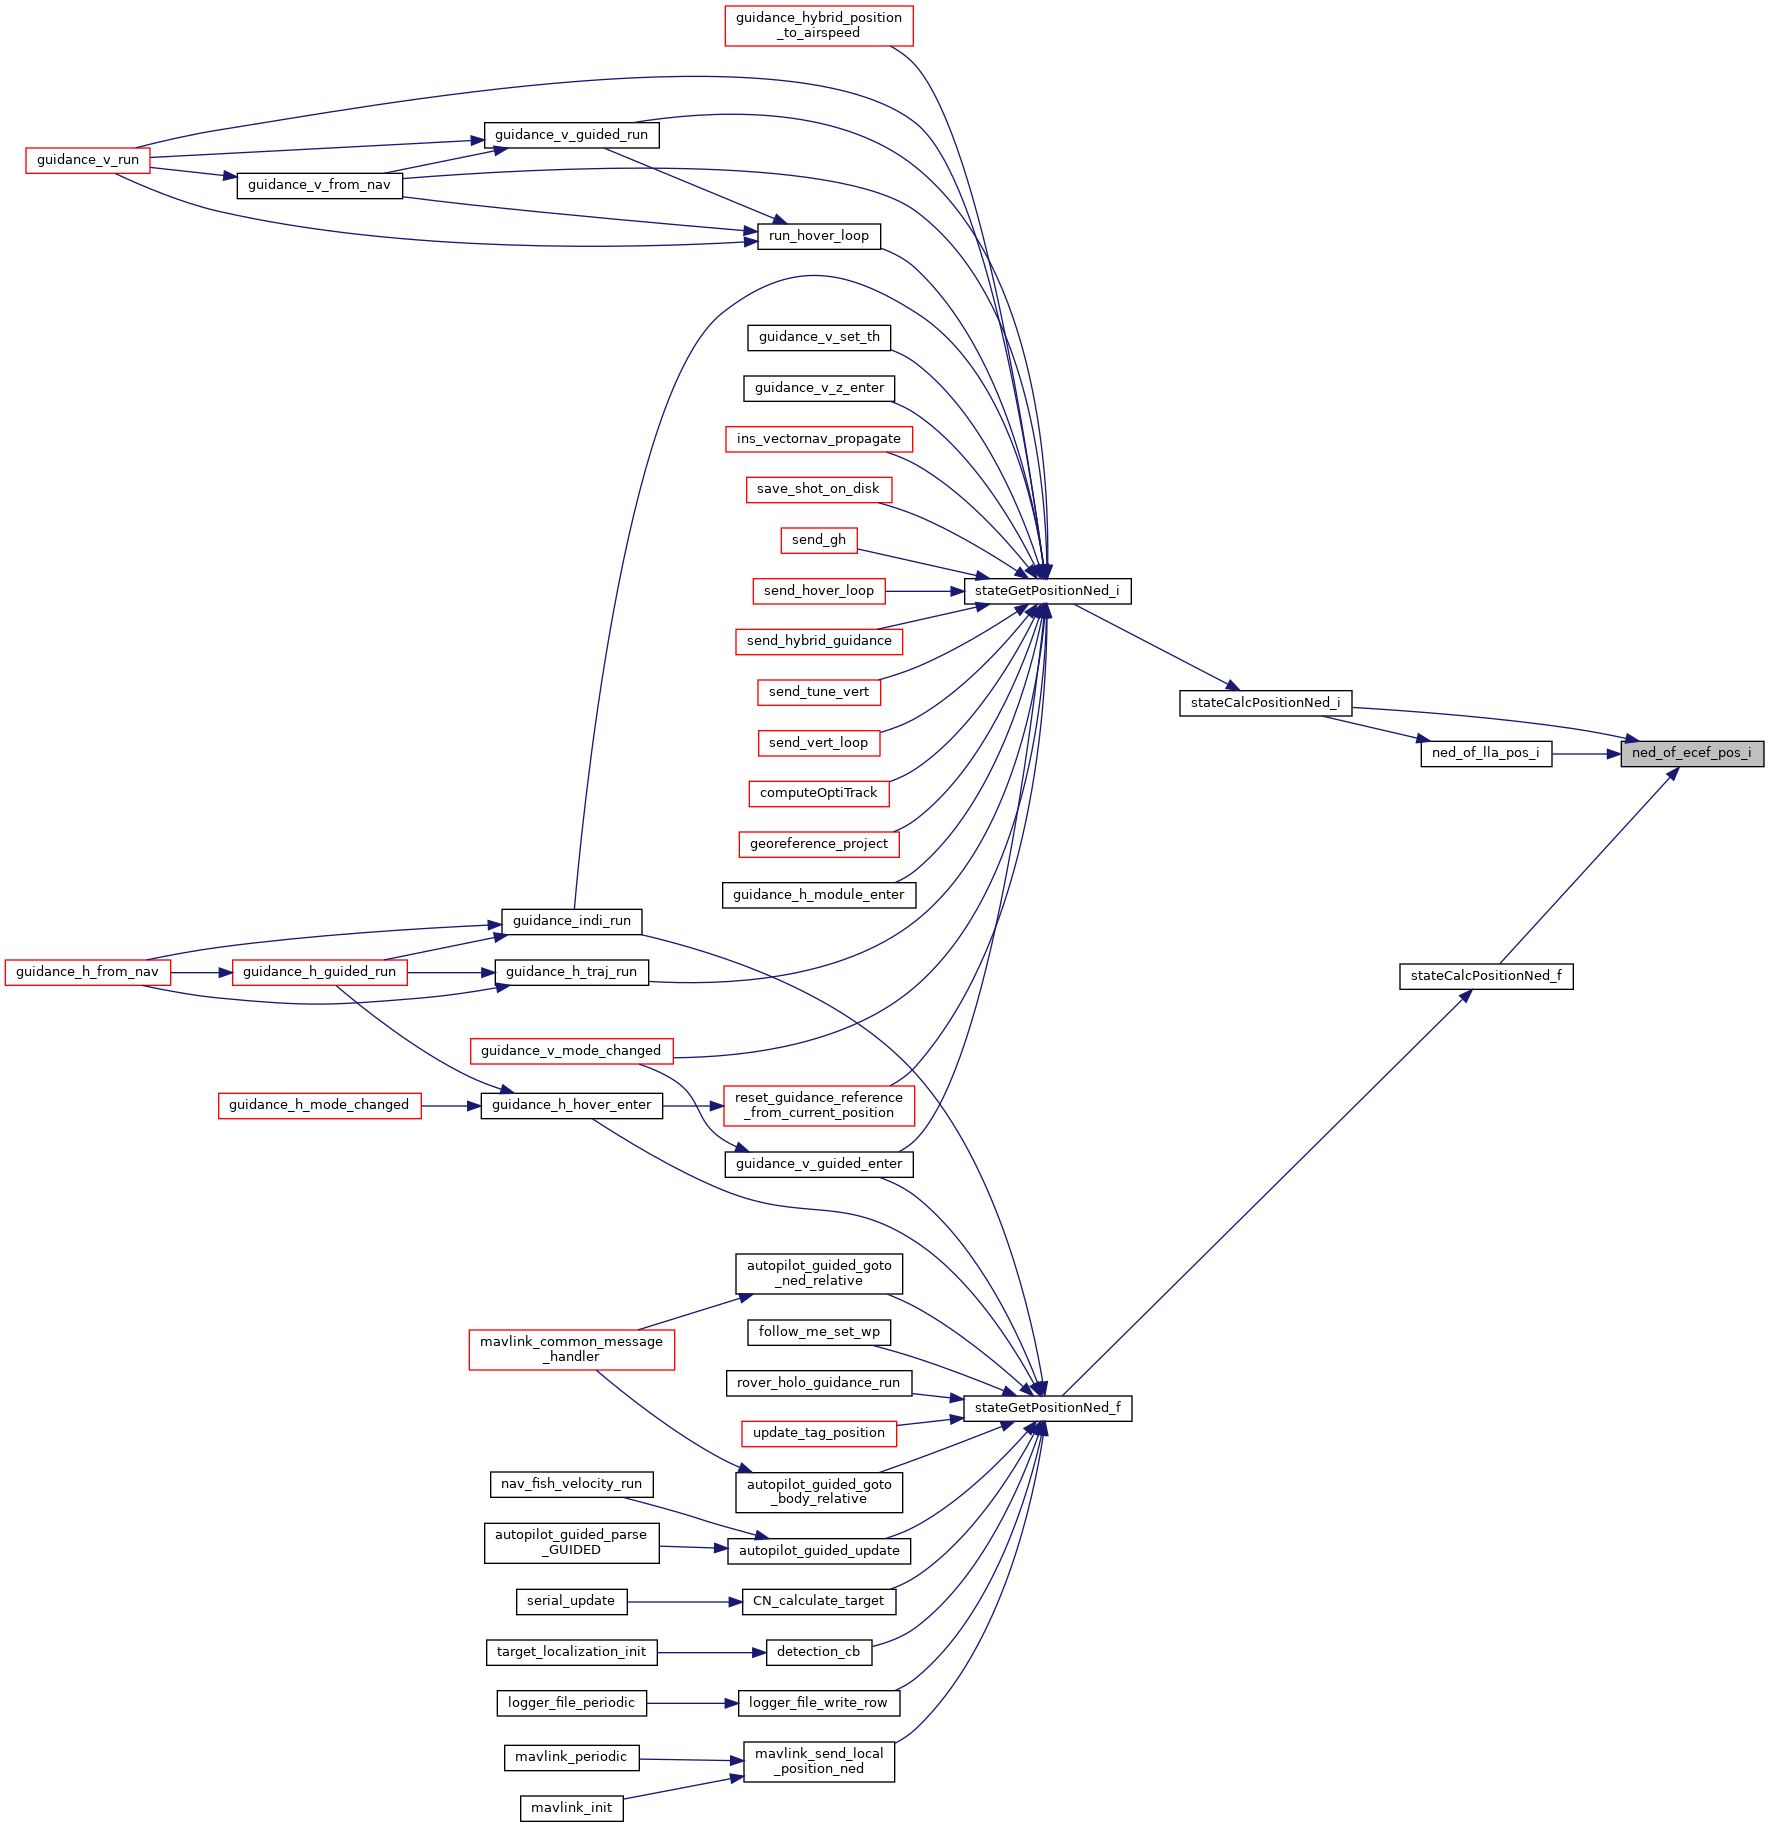 guidance_hybrid_position
_to_airspeed
guidance_v_guided_run
guidance_v_run
guidance_v_from_nav
run_hover_loop
guidance_v_set_th
guidance_v_z_enter
ins_vectornav_propagate
save_shot_on_disk
send_gh
stateGetPositionNed_i
send_hover_loop
send_hybrid_guidance
send_tune_vert
stateCalcPositionNed_i
send_vert_loop
ned_of_lla_pos_i
ned_of_ecef_pos_i
computeOptiTrack
georeference_project
guidance_h_module_enter
guidance_indi_run
guidance_h_from_nav
guidance_h_guided_run
guidance_h_traj_run
stateCalcPositionNed_f
guidance_v_mode_changed
guidance_h_mode_changed
guidance_h_hover_enter
reset_guidance_reference
_from_current_position
guidance_v_guided_enter
autopilot_guided_goto
_ned_relative
follow_me_set_wp
mavlink_common_message
_handler
rover_holo_guidance_run
stateGetPositionNed_f
update_tag_position
autopilot_guided_goto
_body_relative
nav_fish_velocity_run
autopilot_guided_parse
_GUIDED
autopilot_guided_update
serial_update
CN_calculate_target
target_localization_init
detection_cb
logger_file_periodic
logger_file_write_row
mavlink_periodic
mavlink_send_local
_position_ned
mavlink_init